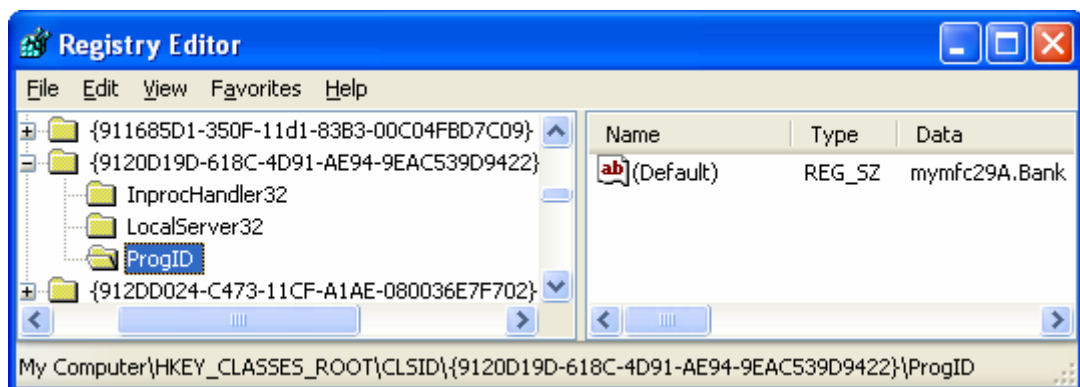 Registry Editor
File Edit View Favorites Help
{911685D1-350F-11d1-83B3-00C04FBD7C09}
{9120D19D-618C-4D91-AE94-9EAC539D9422}
InprocHandler32
LocalServer32
ProgID
{912DD024-C473-11CF-A1AE-080036E7F702}
Name Type Data
ab (Default) REG_SZ mymfc29A.Bank
My Computer\HKEY_CLASSES_ROOT\CLSID\{9120D19D-618C-4D91-AE94-9EAC539D9422}\ProgID